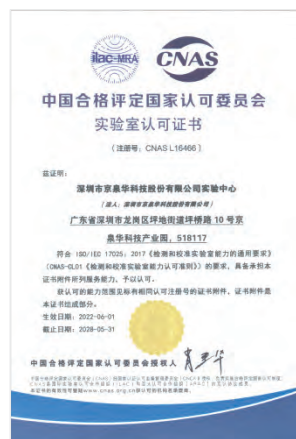 ilac-MRA
CNAS
中国合格评定国家认可委员会
实验室认可证书
(注册号: CNAS L16466)
兹证明:
深圳市京泉华科技股份有限公司实验中心
(法人: 深圳市京泉华科技股份有限公司)
广东省深圳市龙岗区坪地街道坪桥路 10 号京
泉华科技产业园, 518117
符合 ISO/IEC 17025: 2017《检测和校准实验室能力的通用要求》
(CNAS-CL01《检测和校准实验室能力认可准则》) 的要求, 具备承担本
证书附件所列服务能力, 予以认可。
获认可的能力范围见标有相同认可注册号的证书附件, 证书附件是
本证书组成部分。
生效日期: 2022-06-01
截止日期: 2028-05-31
中国合格评定国家认可委员会授权人